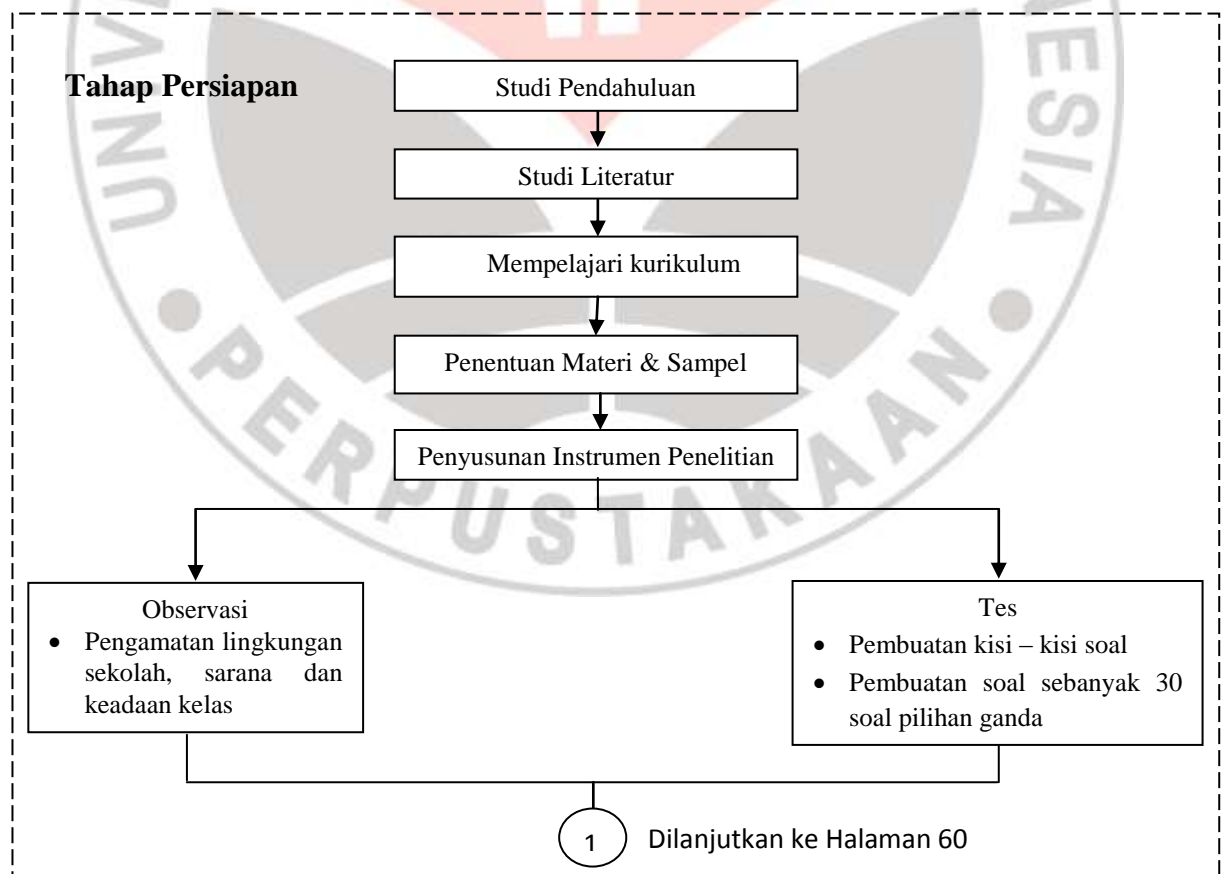 Tahap Persiapan
Studi Pendahuluan
Studi Literatur
Mempelajari kurikulum
Penentuan Materi & Sampel
Penyusunan Instrumen Penelitian
Observasi
• Pengamatan lingkungan
sekolah, sarana dan
keadaan kelas
Tes
• Pembuatan kisi – kisi soal
• Pembuatan soal sebanyak 30
soal pilihan ganda
1
Dilanjutkan ke Halaman 60
PERPUSTAKAAN